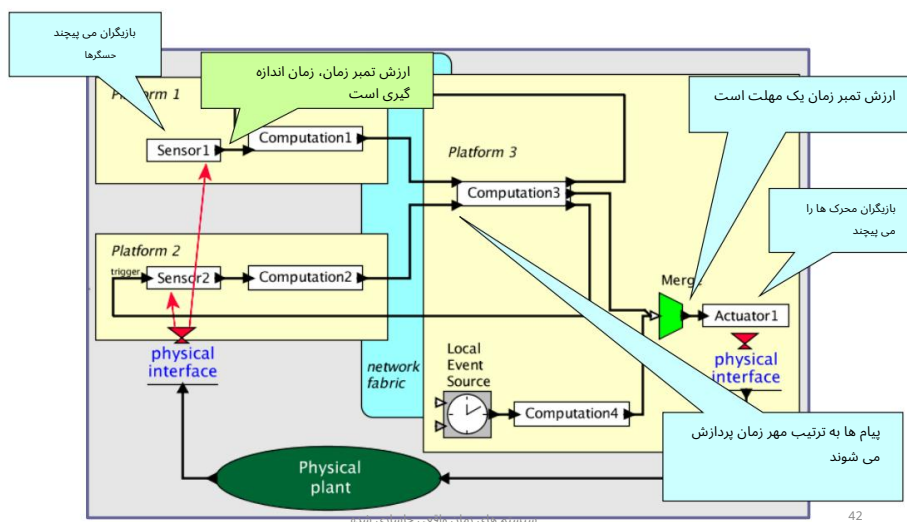 بازیگران می پیچند
حسگرها
ارزش تمبر زمان، زمان اندازه
گیری است
ارزش تمبر زمان یک مهلت است
Platform 1
Sensor1
Computation1
Platform 3
Computation3
بازیگران محرک ها را
می پیچند
Platform 2
trigger
Sensor2
Computation2
Actuator1
physical
interface
network
fabric
Local
Event
Source
physical
interface
Computation4
پیام ها به ترتیب مهر زمان پردازش
می شوند
Physical
plant
42